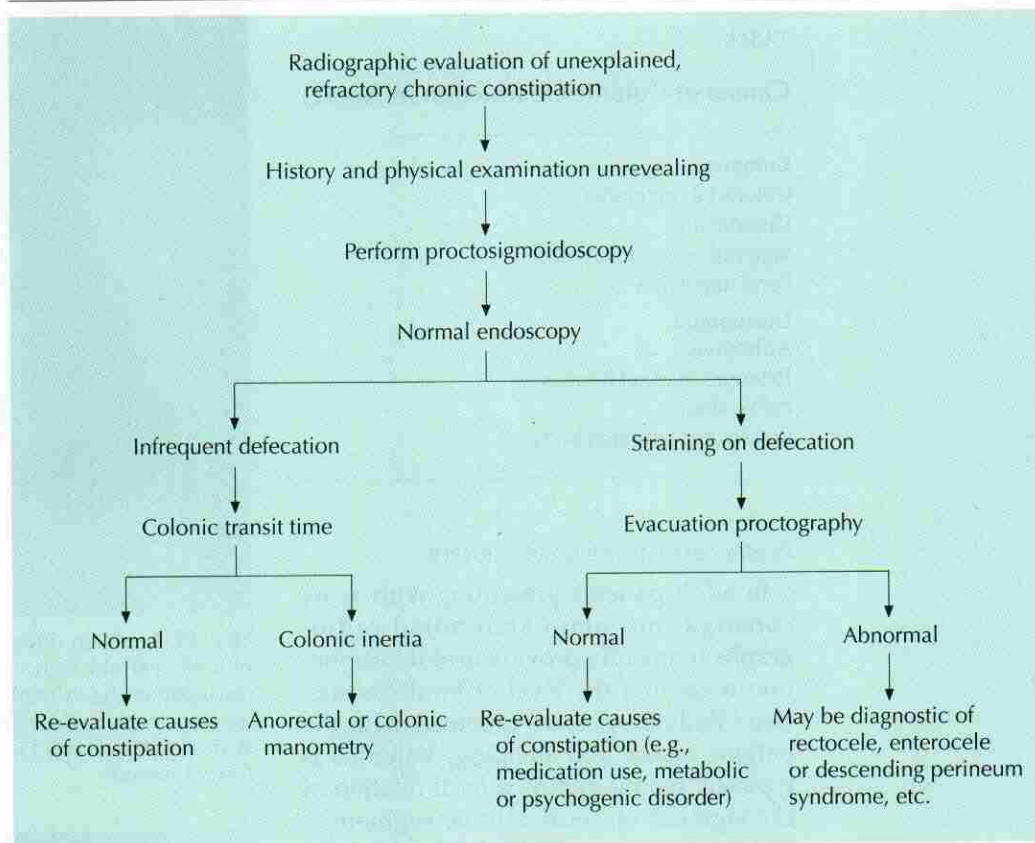 Radiographic evaluation of unexplained,
refractory chronic constipation
History and physical examination unrevealing
Perform proctosigmoidoscopy
Normal endoscopy
Infrequent defecation
Straining on defecation
Colonic transit time
Evacuation proctography
Normal
Colonic inertia
Normal
Abnormal
Re-evaluate causes
of constipation
Anorectal or colonic
manometry
Re-evaluate causes
of constipation (e.g.,
medication use, metabolic
or psychogenic disorder)
May be diagnostic of
rectocele, enterocele
or descending perineum
syndrome, etc.